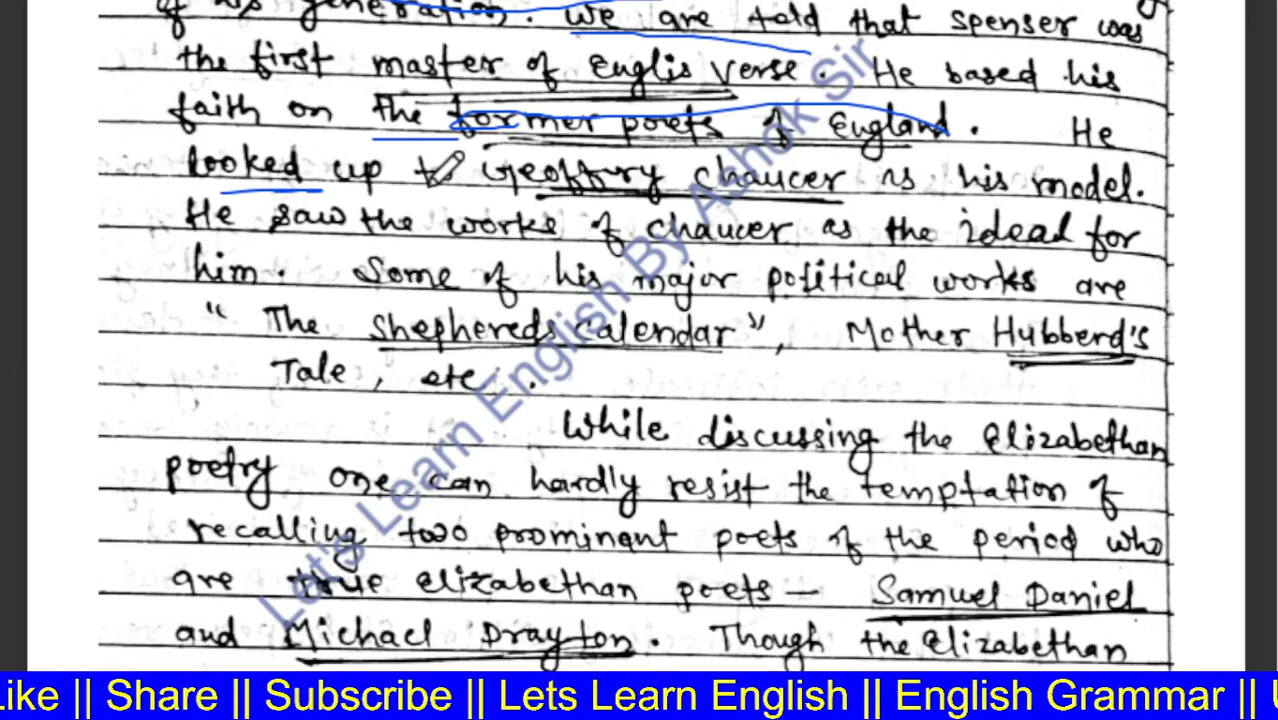 of his generation. We are told that spenser was
the first master of Englis verse. He based his
faith on the former poets of England. He
looked up to Geoffury chaucer as his model.
He saw the works of chaucer as the ideal for
him. Some of his major political works are
“ The Shephereds calendar”, Mother Hubberd's
Tale, etc.
While discussing the Elizabethan
poetry one can hardly resist the temptation of
recalling two prominant poets of the period who
are true elizabethan poets – Samuel Daniel
and Michael Drayton. Though the Elizabethan
Let's Learn English By Ashok Sir
Like || Share || Subscribe || Lets Learn English || English Grammar || U